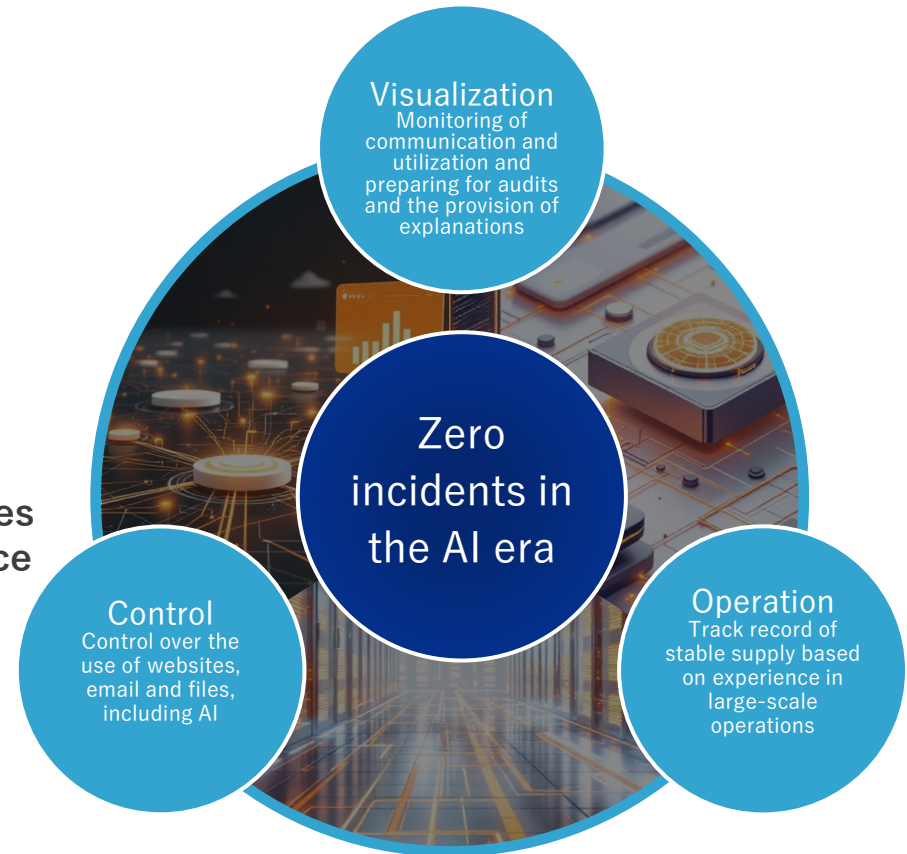 Visualization
Monitoring of
communication and
utilization and
preparing for audits
and the provision of
explanations
Zero
incidents in
the AI era
Control
Control over the
use of websites,
email and files,
including AI
Operation
Track record of
stable supply based
on experience in
large-scale
operations